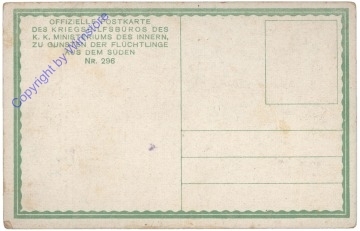 OFFIZIELLE POSTKARTE
DES KRIEGSHILFSBÜROS DES
K. K. MINISTERIUMS DES INNERN,
ZU GUNSTEN DER FLÜCHTLINGE
AUS DEM SÜDEN
NR. 296
Copyright by Mumstore